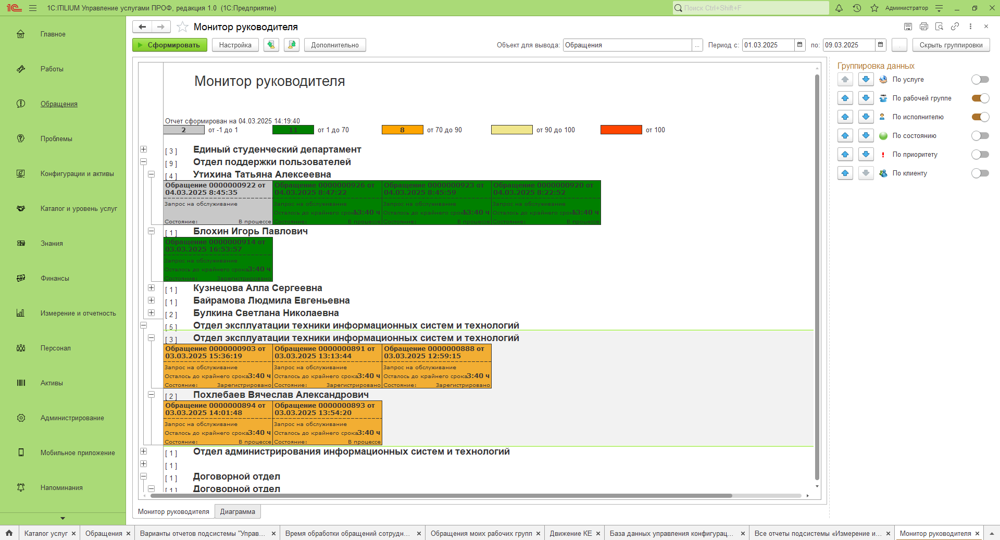 1С:ITILIUM Управление услугами ПРОФ, редакция 1.0 (1С:Предприятие)
Поиск Ctrl+Shift+F
Администратор
Главное
Работы
Обращения
Проблемы
Конфигурации и активы
Каталог и уровень услуг
Знания
Финансы
Измерение и отчетность
Персонал
Активы
Администрирование
Мобильное приложение
Напоминания
Монитор руководителя
Сформировать
Настройка
Дополнительно
Объект для вывода: Обращения ...
Период с: 01.03.2025 по: 09.03.2025
Скрыть группировки
Монитор руководителя
Отчет сформирован на 04.03.2025 14:19:40
2 от -1 до 1 11 от 1 до 70 8 от 70 до 90 от 90 до 100 от 100
[ 3 ] Единый студенческий департамент
[ 9 ] Отдел поддержки пользователей
[ 4 ] Утихина Татьяна Алексеевна
Обращение 0000000922 от Обращение 0000000926 от Обращение 0000000923 от Обращение 0000000920 от
04.03.2025 8:45:35 04.03.2025 8:47:22 04.03.2025 8:45:59 04.03.2025 8:22:52
Запрос на обслуживание Запрос на обслуживание Запрос на обслуживание Запрос на обслуживание
Осталось до крайнего срока 13:40 ч Осталось до крайнего срока 13:40 ч Осталось до крайнего срока 13:40 ч
Состояние: В процессе Состояние: В процессе Состояние: В процессе Состояние: В процессе
[ 1 ] Блохин Игорь Павлович
Обращение 0000000914 от
03.03.2025 16:53:57
Запрос на обслуживание
Осталось до крайнего срока 3:40 ч
Состояние: Зарегистрировано
[ 1 ] Кузнецова Алла Сергеевна
[ 1 ] Байрамова Людмила Евгеньевна
[ 2 ] Булкина Светлана Николаевна
[ 5 ] Отдел эксплуатации техники информационных систем и технологий
[ 3 ] Отдел эксплуатации техники информационных систем и технологий
Обращение 0000000903 от Обращение 0000000891 от Обращение 0000000888 от
03.03.2025 15:36:19 03.03.2025 13:13:44 03.03.2025 12:59:15
Запрос на обслуживание Запрос на обслуживание Запрос на обслуживание
Осталось до крайнего срока 3:40 ч Осталось до крайнего срока 3:40 ч Осталось до крайнего срока 3:40 ч
Состояние: Зарегистрировано Состояние: Зарегистрировано Состояние: Зарегистрировано
[ 2 ] Похлебаев Вячеслав Александрович
Обращение 0000000894 от Обращение 0000000893 от
03.03.2025 14:01:48 03.03.2025 13:54:20
Запрос на обслуживание Запрос на обслуживание
Осталось до крайнего срока 3:40 ч Осталось до крайнего срока 3:40 ч
Состояние: В процессе Состояние: В процессе
[ 1 ] Отдел администрирования информационных систем и технологий
[ 1 ]
[ 1 ] Договорной отдел
[ 1 ] Договорной отдел
Группировка данных
По услуге
По рабочей группе
По исполнителю
По состоянию
По приоритету
По клиенту
Монитор руководителя Диаграмма
Каталог услуг
Обращения
Варианты отчетов подсистемы "Управ...
Время обработки обращений сотрудн...
Обращения моих рабочих групп
Движение КЕ
База данных управления конфигурац...
Все отчеты подсистемы «Измерение и...
Монитор руководителя